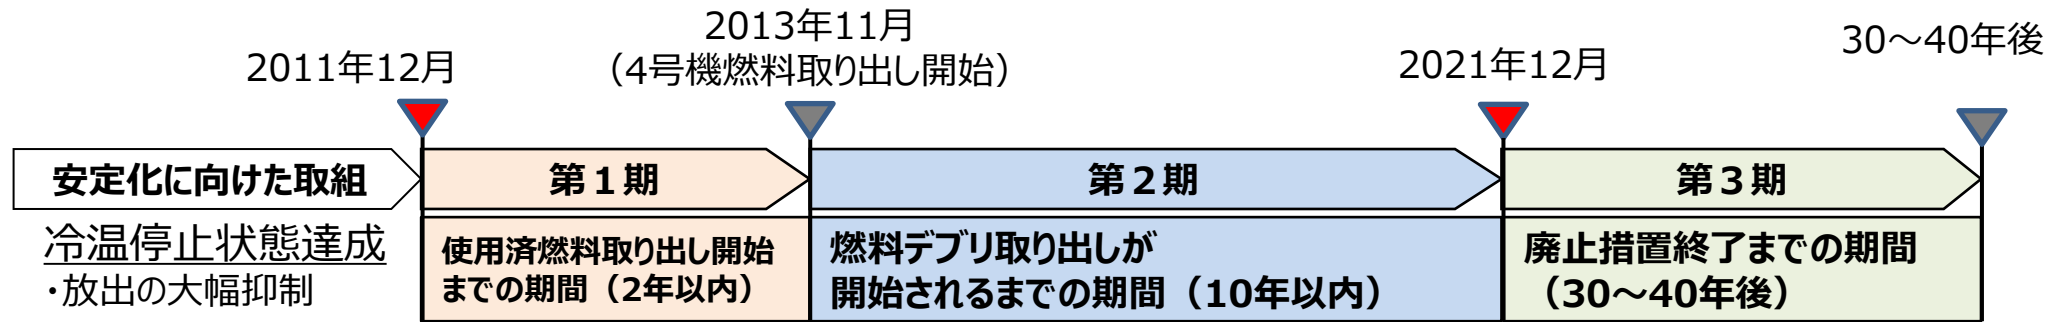 2011年12月
2013年11月
（4号機燃料取り出し開始）
2021年12月
30～40年後
安定化に向けた取組
第１期
第２期
第３期
冷温停止状態達成
・放出の大幅抑制
使用済燃料取り出し開始
までの期間（2年以内）
燃料デブリ取り出しが
開始されるまでの期間（10年以内）
廃止措置終了までの期間
（30～40年後）